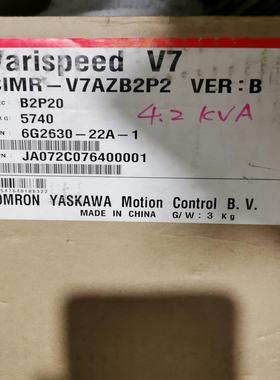 Varispeed V7
CIMR-V7AZB2P2 VER:B
B2P20
4.2 KVA
5740
6G2630-22A-1
JA072C076400001
OMRON YASKAWA Motion Control B. V.
MADE IN CHINA G/W: 3 Kg